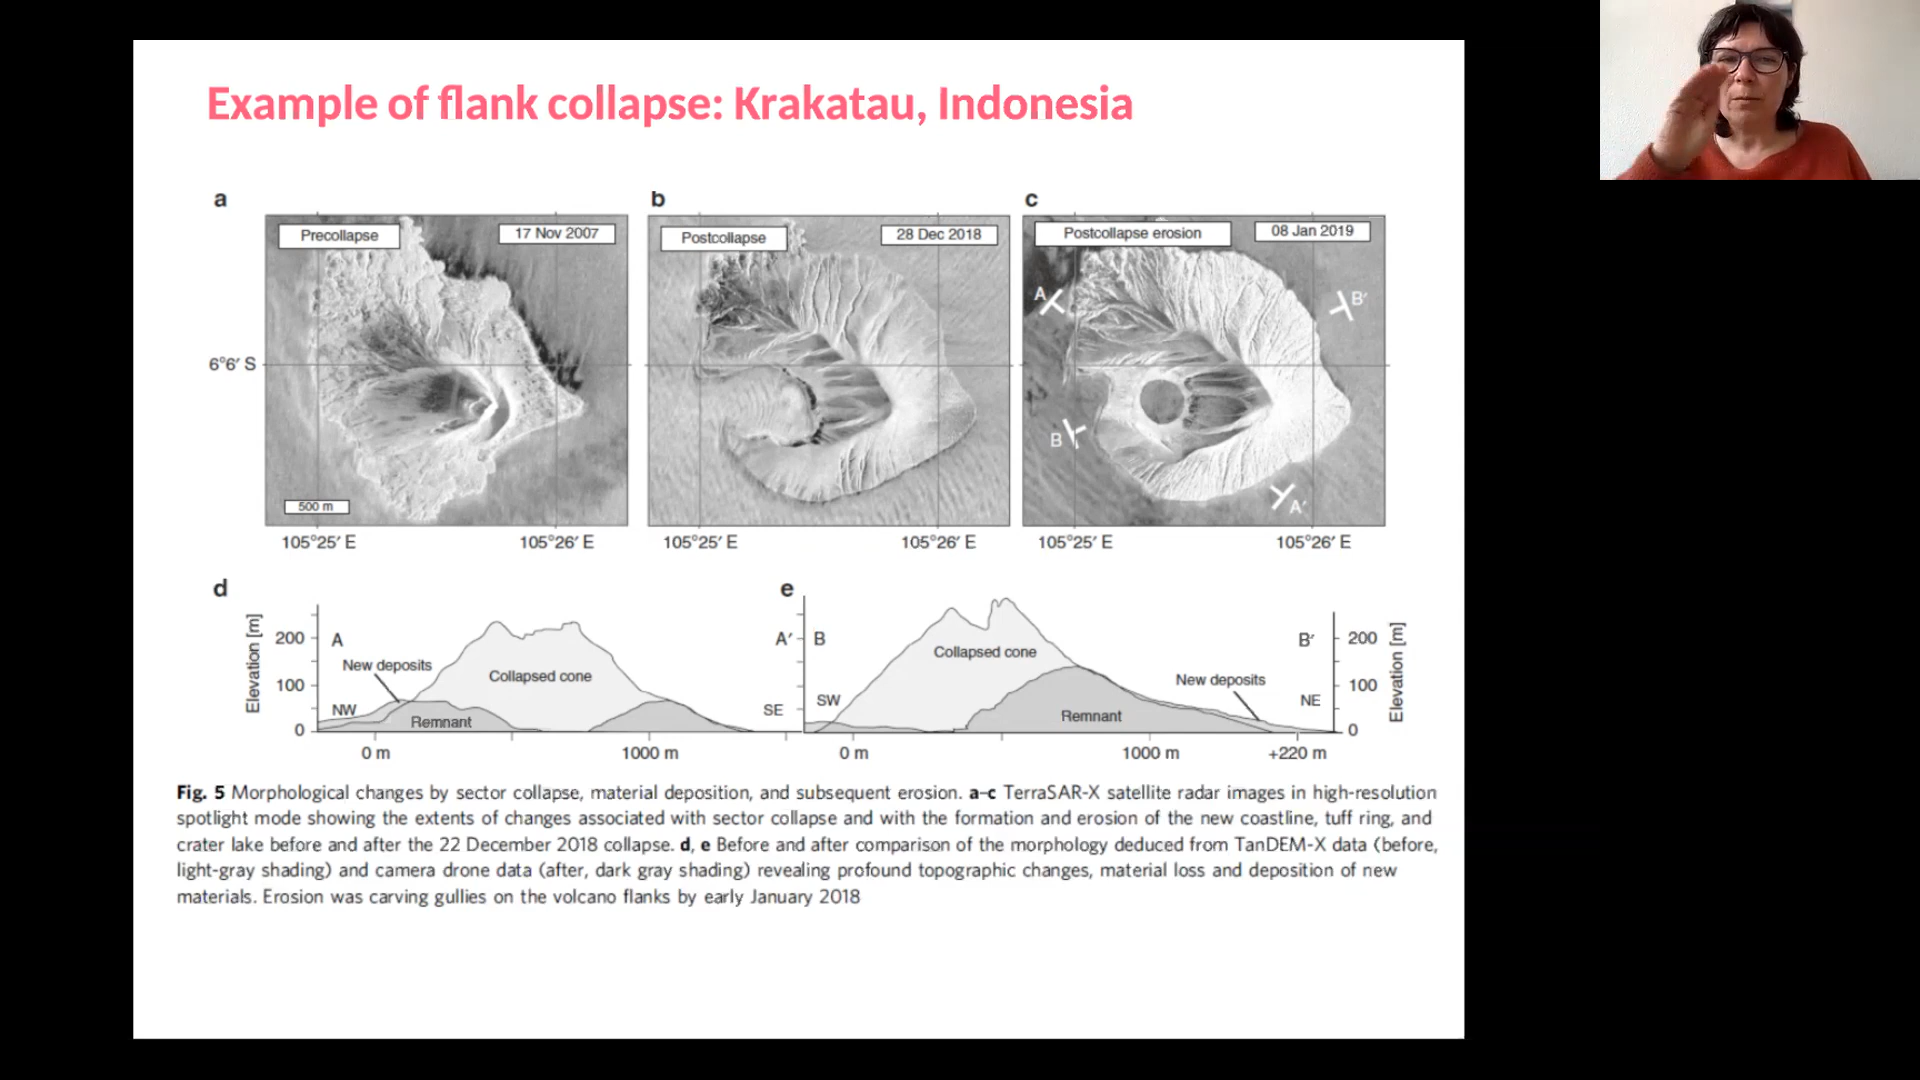 Example of flank collapse: Krakatau, Indonesia
a
b
c
Precollapse
17 Nov 2007
Postcollapse
28 Dec 2018
Postcollapse erosion
08 Jan 2019
A
B′
6°6′ S
B
A′
500 m
105°25′ E
105°26′ E
105°25′ E
105°26′ E
105°25′ E
105°26′ E
d
Elevation [m]
200
100
0
A
A′
New deposits
Collapsed cone
NW
Remnant
SE
0 m
1000 m
e
B
B′
Collapsed cone
New deposits
SW
Remnant
NE
200
100
0
Elevation [m]
0 m
1000 m
+220 m
Fig. 5 Morphological changes by sector collapse, material deposition, and subsequent erosion. a–c TerraSAR-X satellite radar images in high-resolution
spotlight mode showing the extents of changes associated with sector collapse and with the formation and erosion of the new coastline, tuff ring, and
crater lake before and after the 22 December 2018 collapse. d, e Before and after comparison of the morphology deduced from TanDEM-X data (before,
light-gray shading) and camera drone data (after, dark gray shading) revealing profound topographic changes, material loss and deposition of new
materials. Erosion was carving gullies on the volcano flanks by early January 2018